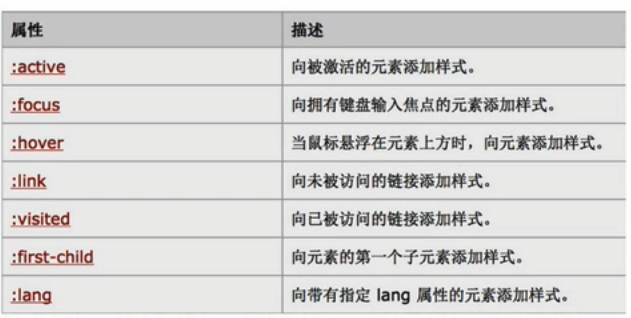 属性 描述
:active 向被激活的元素添加样式。
:focus 向拥有键盘输入焦点的元素添加样式。
:hover 当鼠标悬浮在元素上方时，向元素添加样式。
:link 向未被访问的链接添加样式。
:visited 向已被访问的链接添加样式。
:first-child 向元素的第一个子元素添加样式。
:lang 向带有指定 lang 属性的元素添加样式。